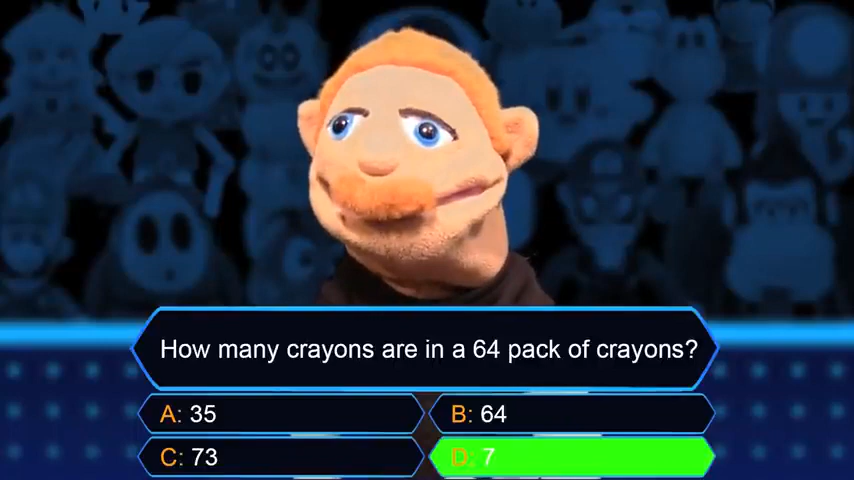 How many crayons are in a 64 pack of crayons?
A: 35
B: 64
C: 73
D: 7